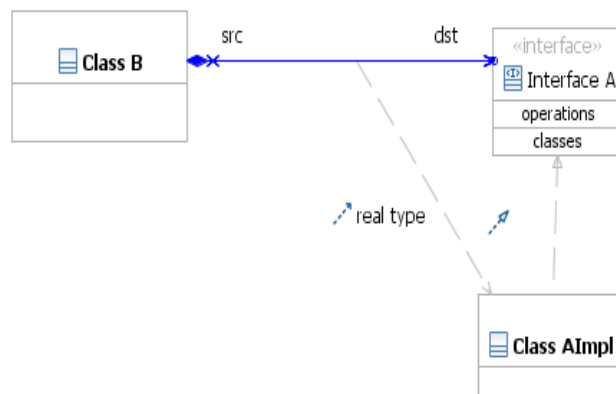 src
dst
Class B
«interface»
Interface A
operations
classes
real type
Class AImpl